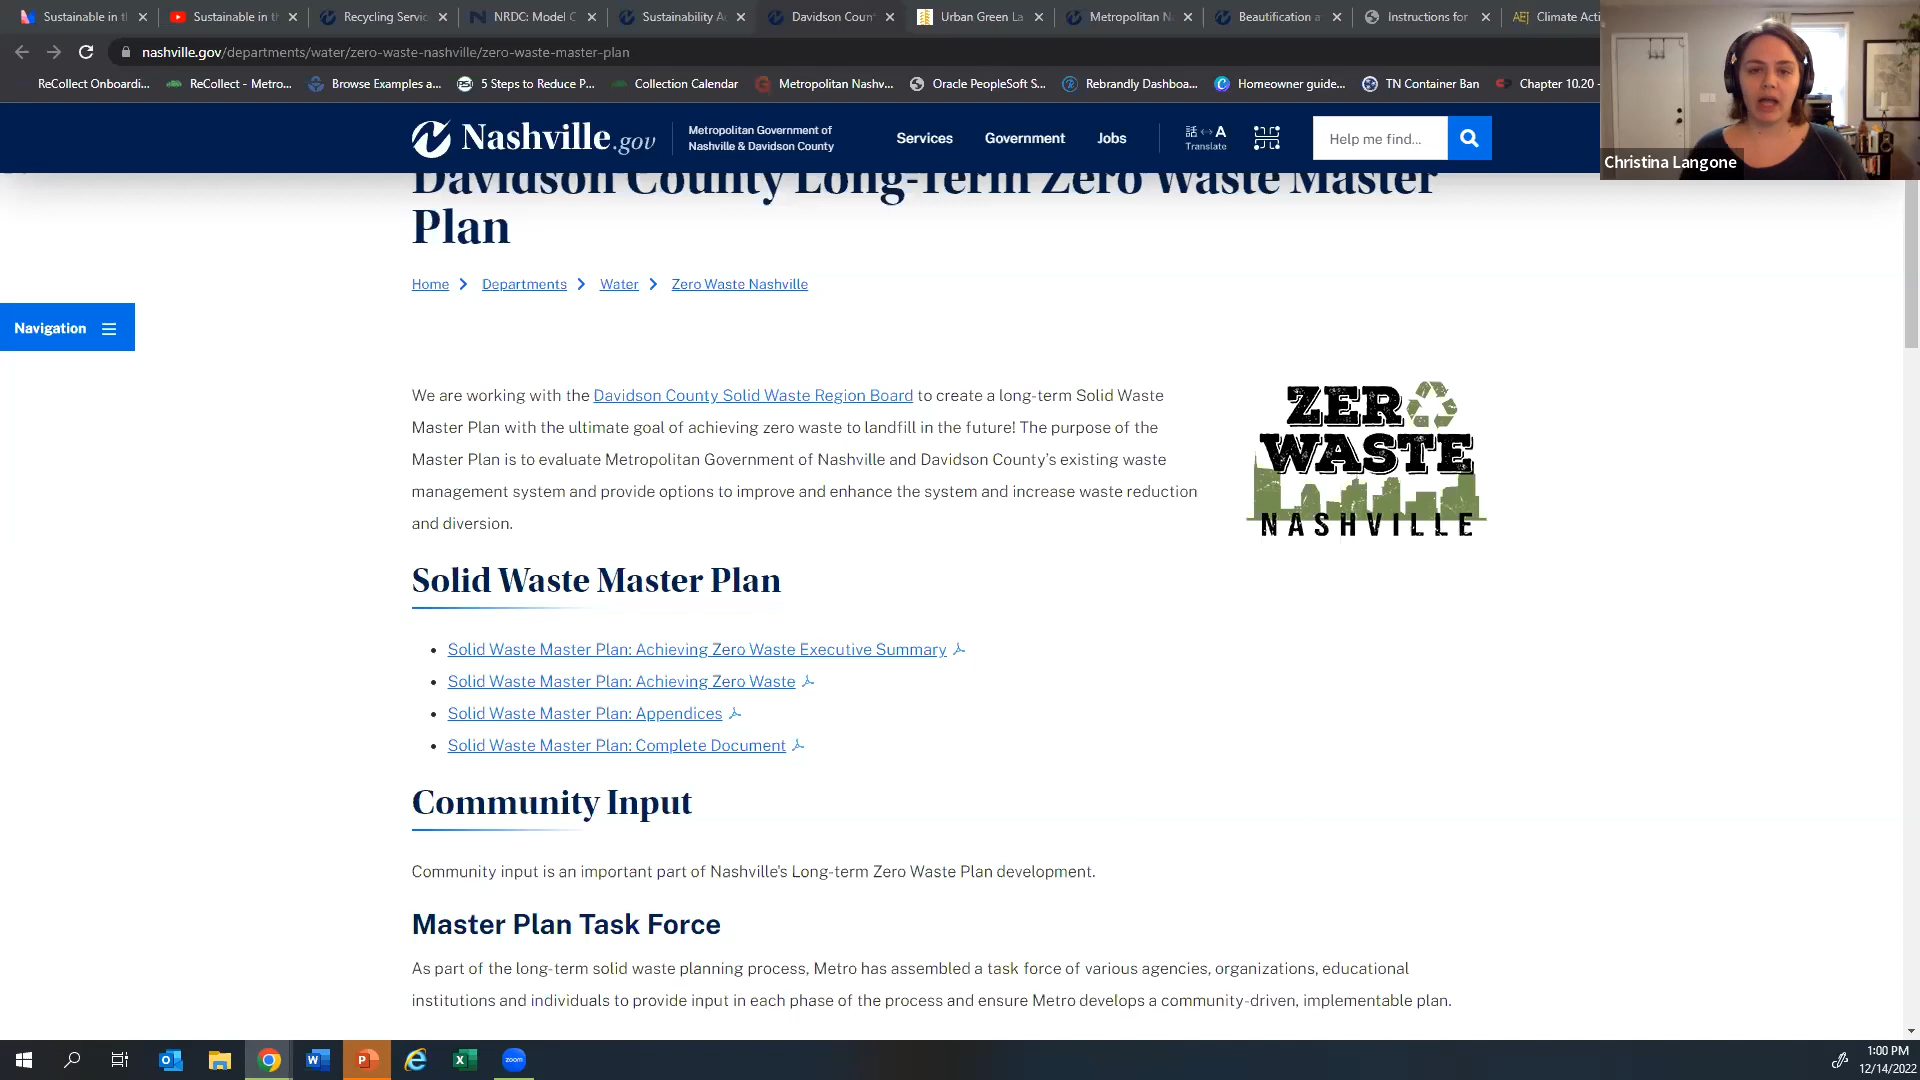 Sustainable in t
Sustainable in t
Recycling Servic
NRDC: Model C
Sustainability A
Davidson Coun
Urban Green La
Metropolitan N
Beautification a
Instructions for
Climate Acti
nashville.gov/departments/water/zero-waste-nashville/zero-waste-master-plan
ReCollect Onboardi...
ReCollect - Metro...
Browse Examples a...
5 Steps to Reduce P...
Collection Calendar
Metropolitan Nashv...
Oracle PeopleSoft S...
Rebrandly Dashboa...
Homeowner guide...
TN Container Ban
Chapter 10.20 -
Christina Langone
Nashville.gov
Metropolitan Government of
Nashville & Davidson County
Services
Government
Jobs
Translate
Help me find...
Davidson County Long-Term Zero Waste Master
Plan
Home
Departments
Water
Zero Waste Nashville
Navigation
We are working with the Davidson County Solid Waste Region Board to create a long-term Solid Waste
Master Plan with the ultimate goal of achieving zero waste to landfill in the future! The purpose of the
Master Plan is to evaluate Metropolitan Government of Nashville and Davidson County's existing waste
management system and provide options to improve and enhance the system and increase waste reduction
and diversion.
ZERO
WASTE
NASHVILLE
Solid Waste Master Plan
• Solid Waste Master Plan: Achieving Zero Waste Executive Summary
• Solid Waste Master Plan: Achieving Zero Waste
• Solid Waste Master Plan: Appendices
• Solid Waste Master Plan: Complete Document
Community Input
Community input is an important part of Nashville's Long-term Zero Waste Plan development.
Master Plan Task Force
As part of the long-term solid waste planning process, Metro has assembled a task force of various agencies, organizations, educational
institutions and individuals to provide input in each phase of the process and ensure Metro develops a community-driven, implementable plan.
zoom
1:00 PM
12/14/2022